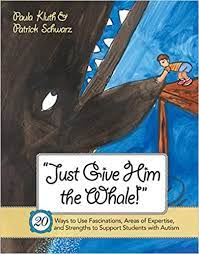 Paula Kluth &
Patrick Schwarz
"Just Give Him
the Whale!"
20 Ways to Use Fascinations, Areas of Expertise,
and Strengths to Support Students with Autism